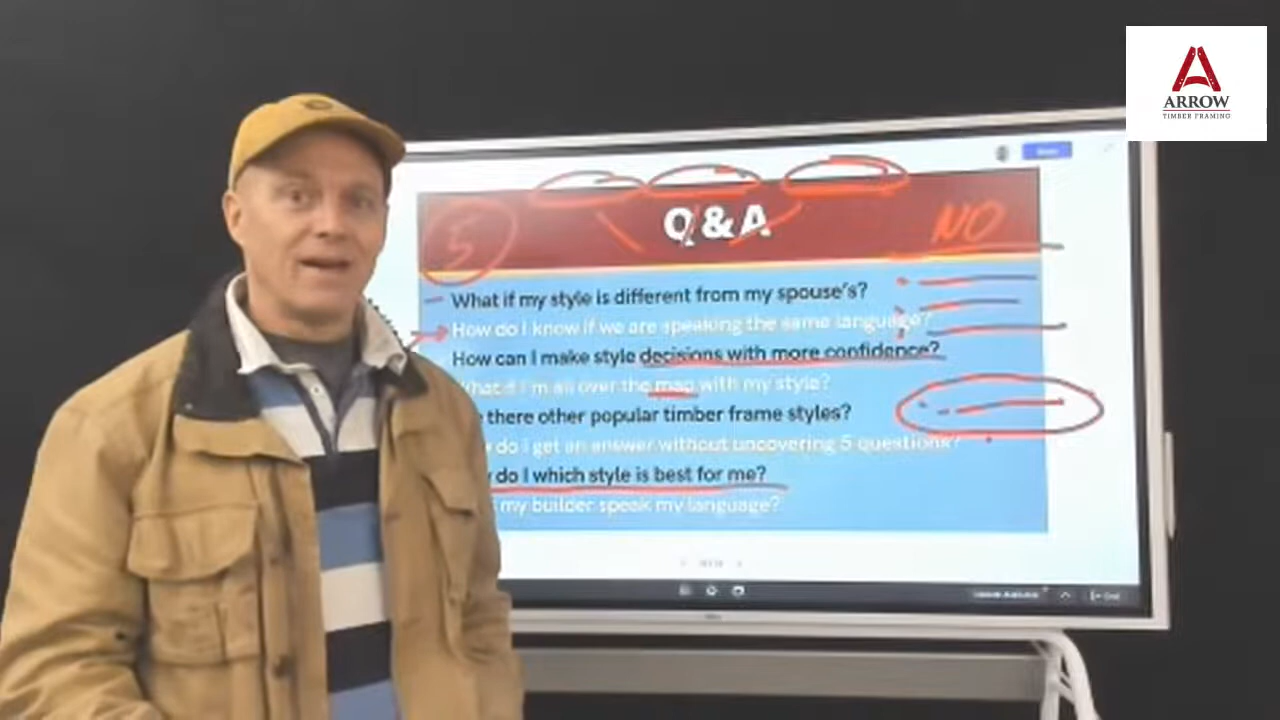 ARROW
TIMBER FRAMING
5
Q & A
NO
What if my style is different from my spouse's?
How do I know if we are speaking the same language?
How can I make style decisions with more confidence?
What if I'm all over the map with my style?
there other popular timber frame styles?
do I get an answer without uncovering 5 questions?
do I which style is best for me?
my builder speak my language?